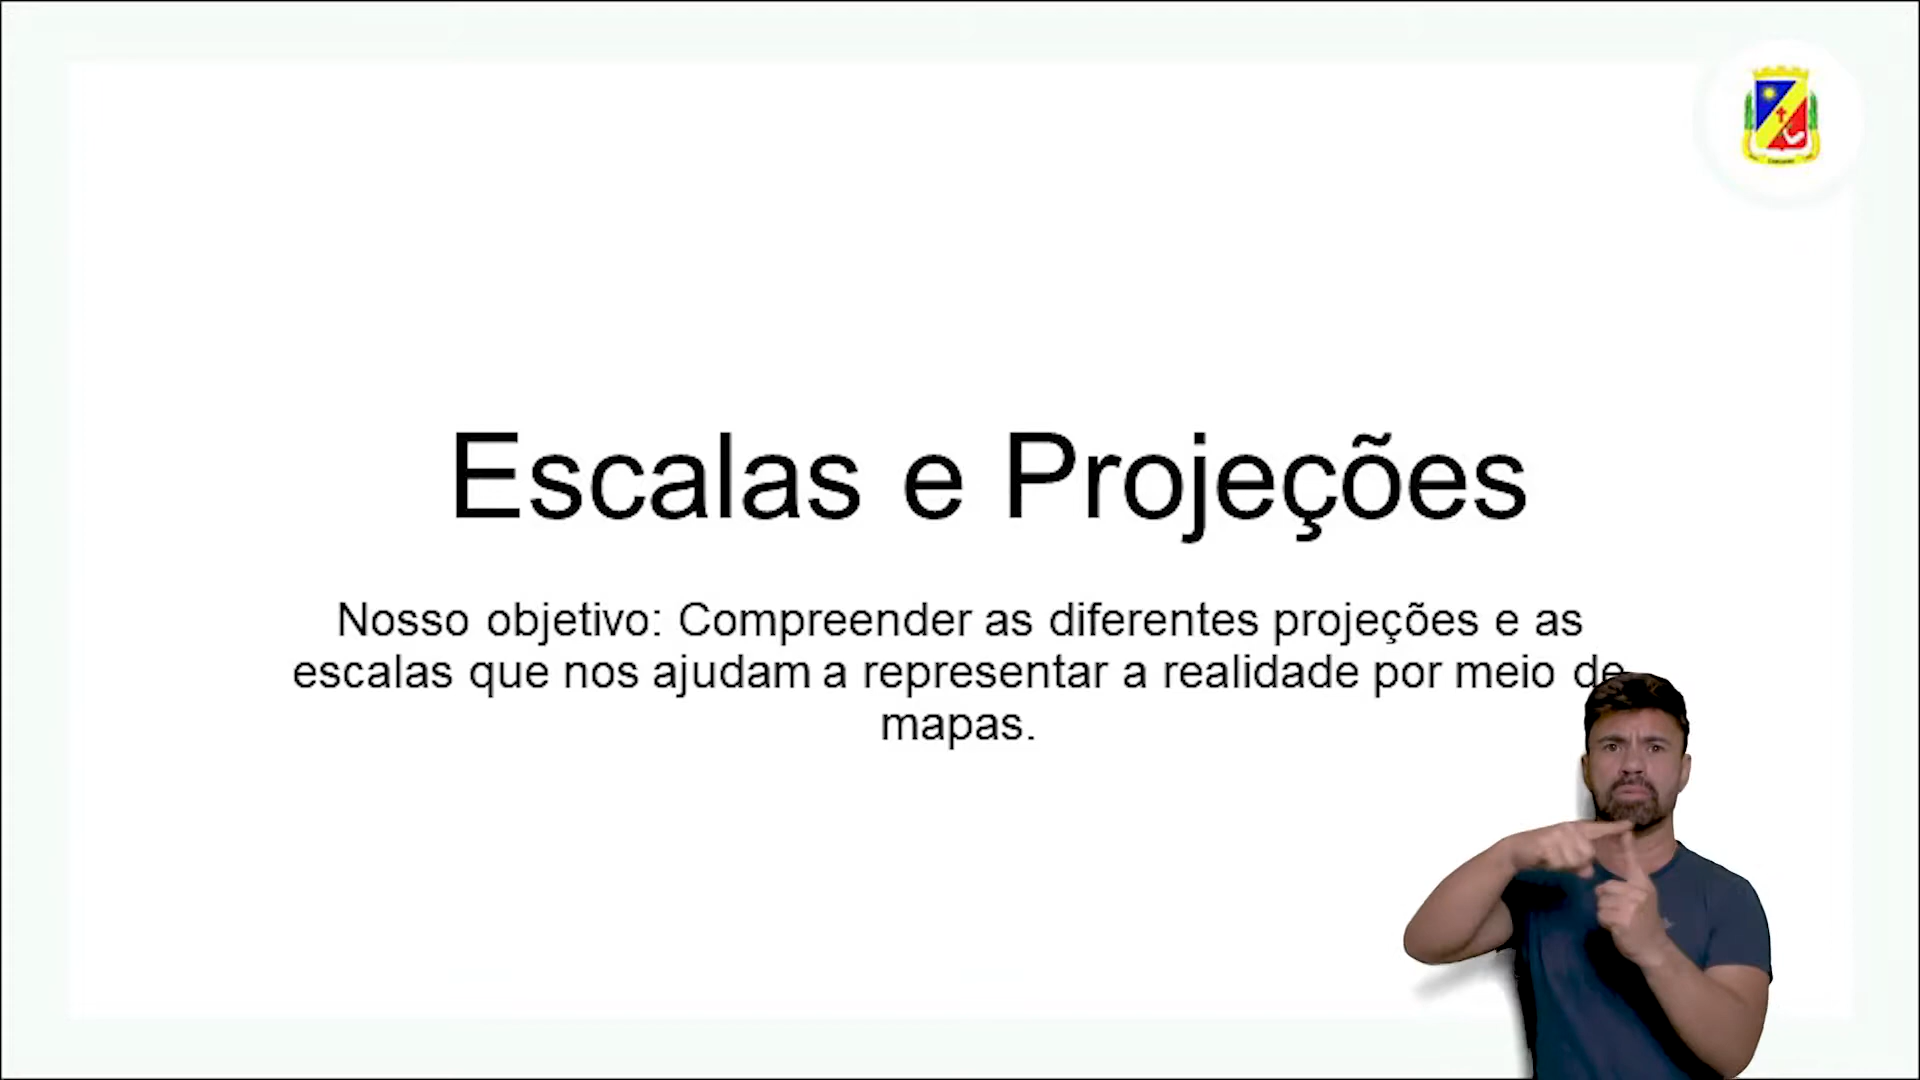 Escalas e Projeções
Nosso objetivo: Compreender as diferentes projeções e as
escalas que nos ajudam a representar a realidade por meio de
mapas.